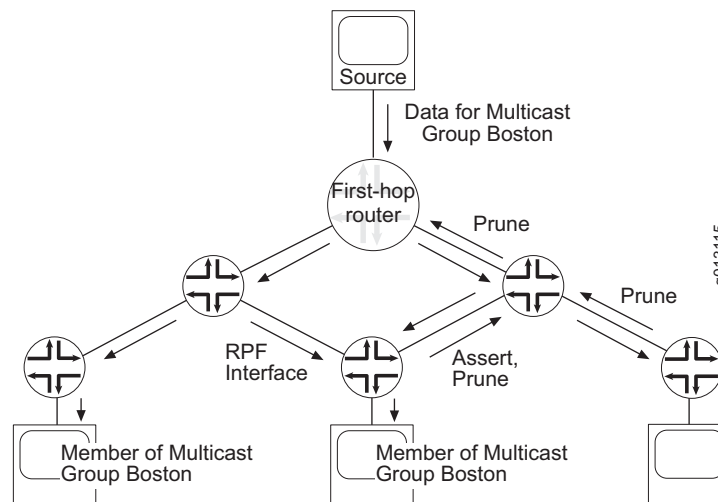 Source
Data for Multicast
Group Boston
First-hop
router
Prune
Prune
RPF
Interface
Assert,
Prune
Member of Multicast
Group Boston
Member of Multicast
Group Boston